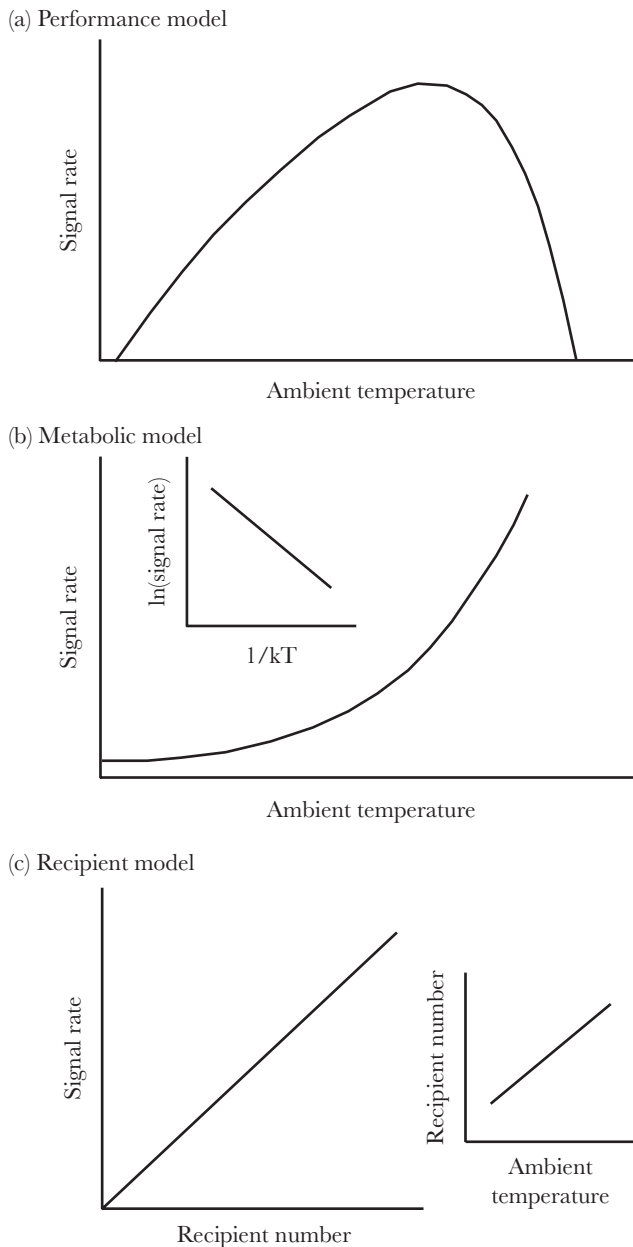 (a) Performance model
Signal rate
Ambient temperature
(b) Metabolic model
Signal rate
ln(signal rate)
1/kT
Ambient temperature
(c) Recipient model
Signal rate
Recipient number
Recipient number
Ambient
temperature